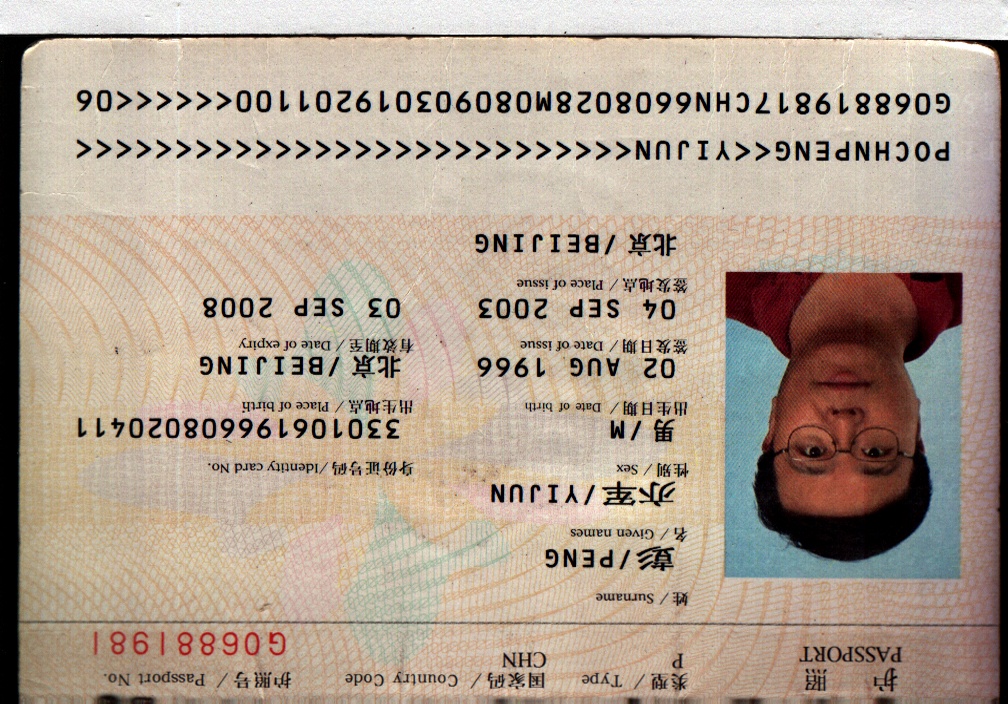 护照
PASSPORT
类型 / Type
P
国家码 / Country Code
CHN
护照号 / Passport No.
G06881981
姓 / Surname
彭/PENG
名 / Given names
亦军/YIJUN
性别 / Sex
男/M
身份证号码/Identity card No.
330106196608020411
出生日期 / Date of birth
02 AUG 1966
出生地点 / Place of birth
北京/BEIJING
签发日期 / Date of issue
04 SEP 2003
有效期至 / Date of expiry
03 SEP 2008
签发地点 / Place of issue
北京/BEIJING
POCHNPENG<<YIJUN<<<<<<<<<<<<<<<<<<<<<<<<<<<<
G068819817CHN6608028M080903019201100<<<<<<06